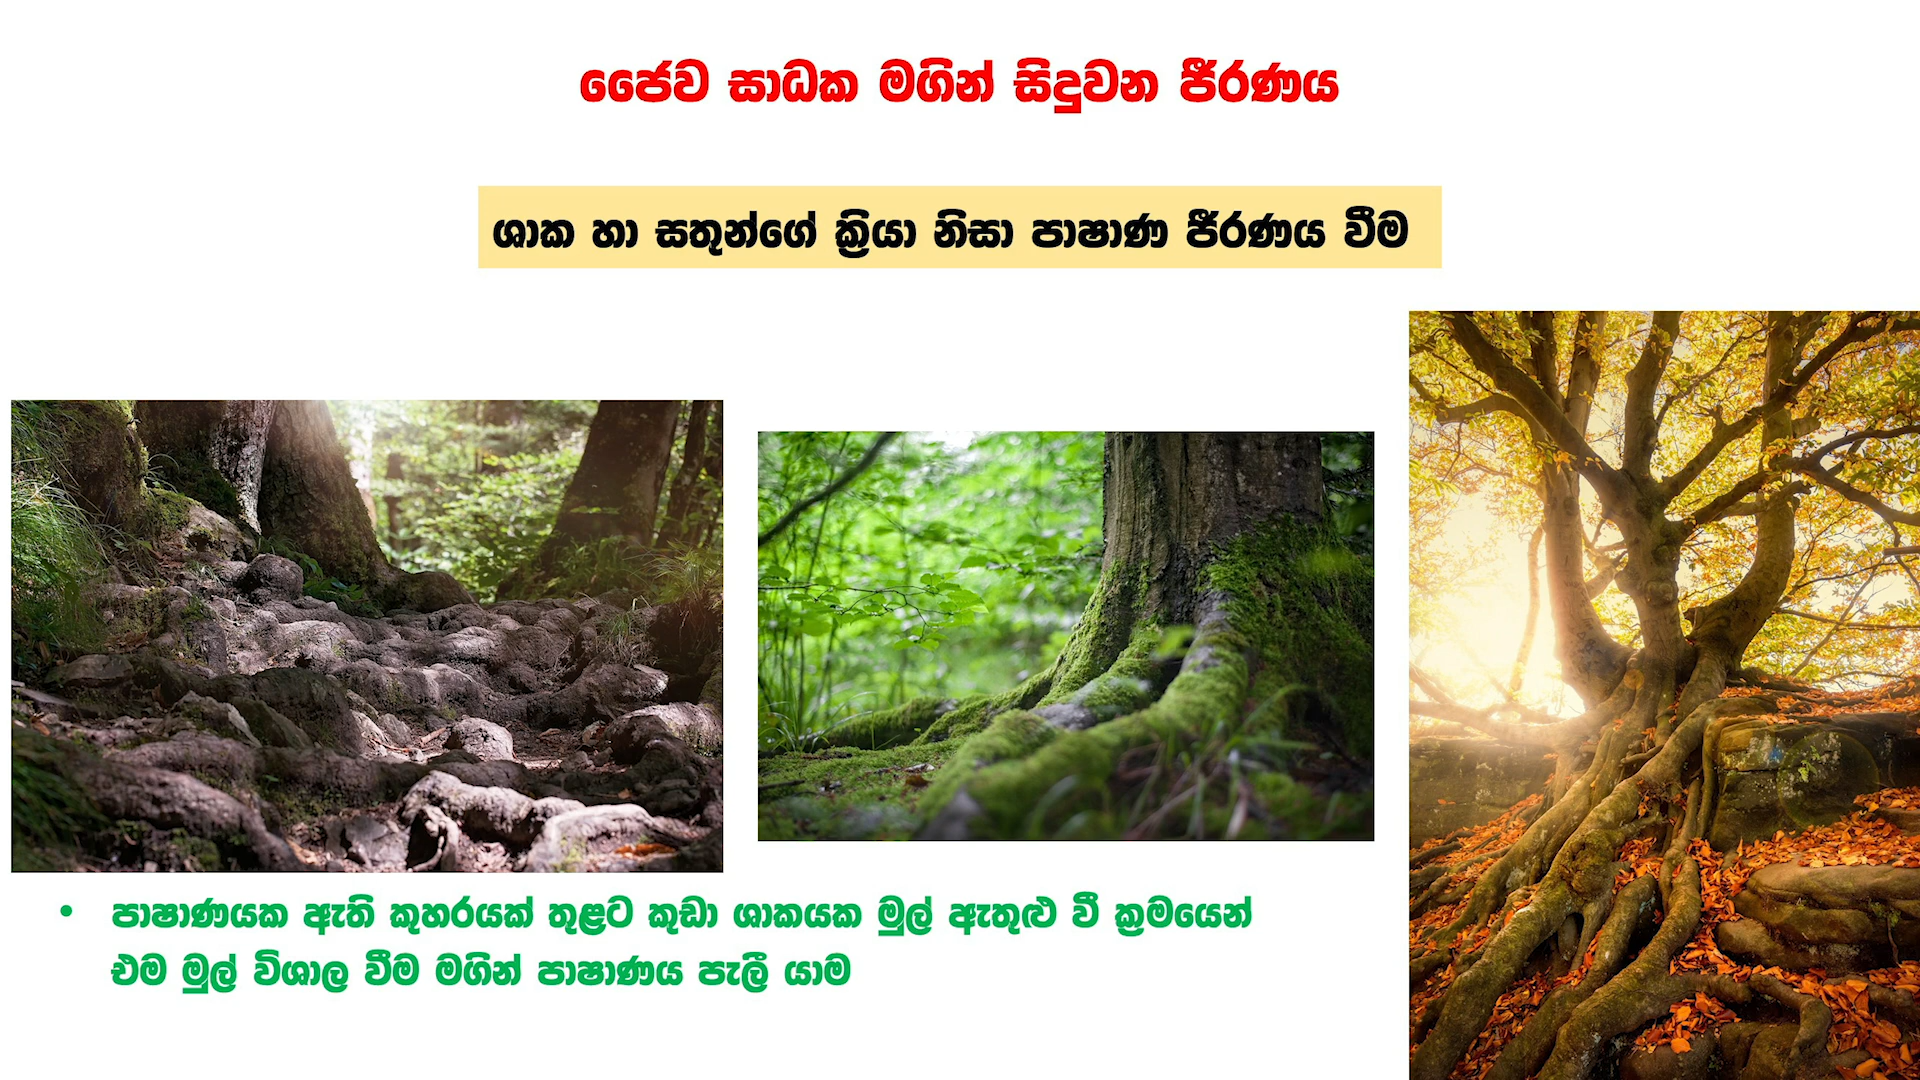 ජෛව සාධක මගින් සිදුවන ජීරණය
ශාක හා සතුන්ගේ ක්‍රියා නිසා පාෂාණ ජීරණය වීම
• පාෂාණයක ඇති කුහරයක් තුළට කුඩා ශාකයක මුල් ඇතුළු වී ක්‍රමයෙන්
එම මුල් විශාල වීම මගින් පාෂාණය පැලී යාම